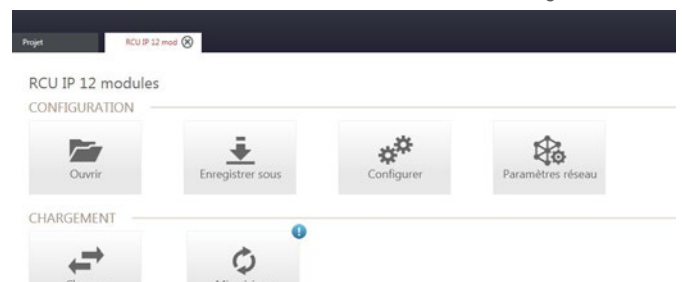 Projet
RCU IP 12 mod
RCU IP 12 modules
CONFIGURATION
Ouvrir
Enregistrer sous
Configurer
Paramètres réseau
CHARGEMENT